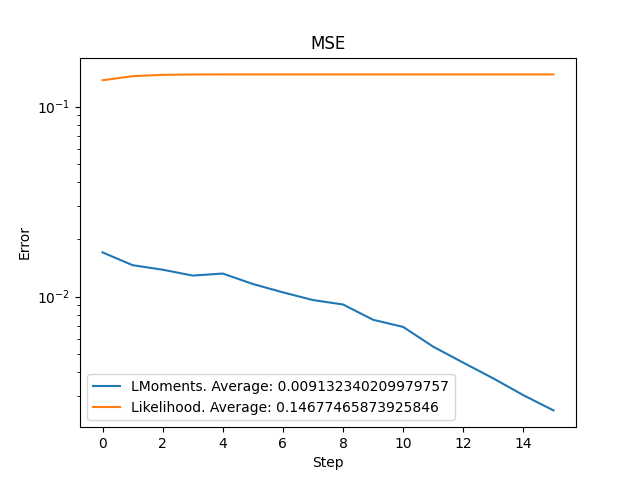 MSE
10⁻¹
10⁻²
Error
LMoments. Average: 0.009132340209979757
Likelihood. Average: 0.14677465873925846
0 2 4 6 8 10 12 14
Step